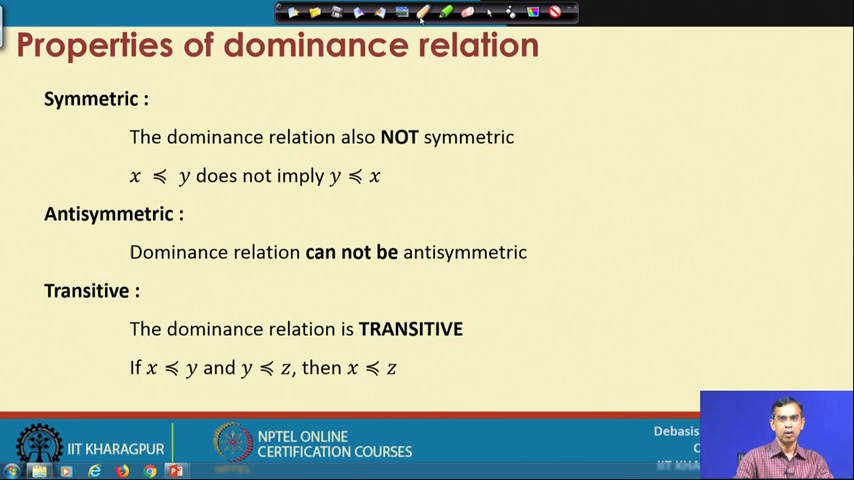 Properties of dominance relation
Symmetric :
The dominance relation also NOT symmetric
x ≼ y does not imply y ≼ x
Antisymmetric :
Dominance relation can not be antisymmetric
Transitive :
The dominance relation is TRANSITIVE
If x ≼ y and y ≼ z, then x ≼ z
IIT KHARAGPUR
NPTEL ONLINE
CERTIFICATION COURSES
NPTEL
Debasis